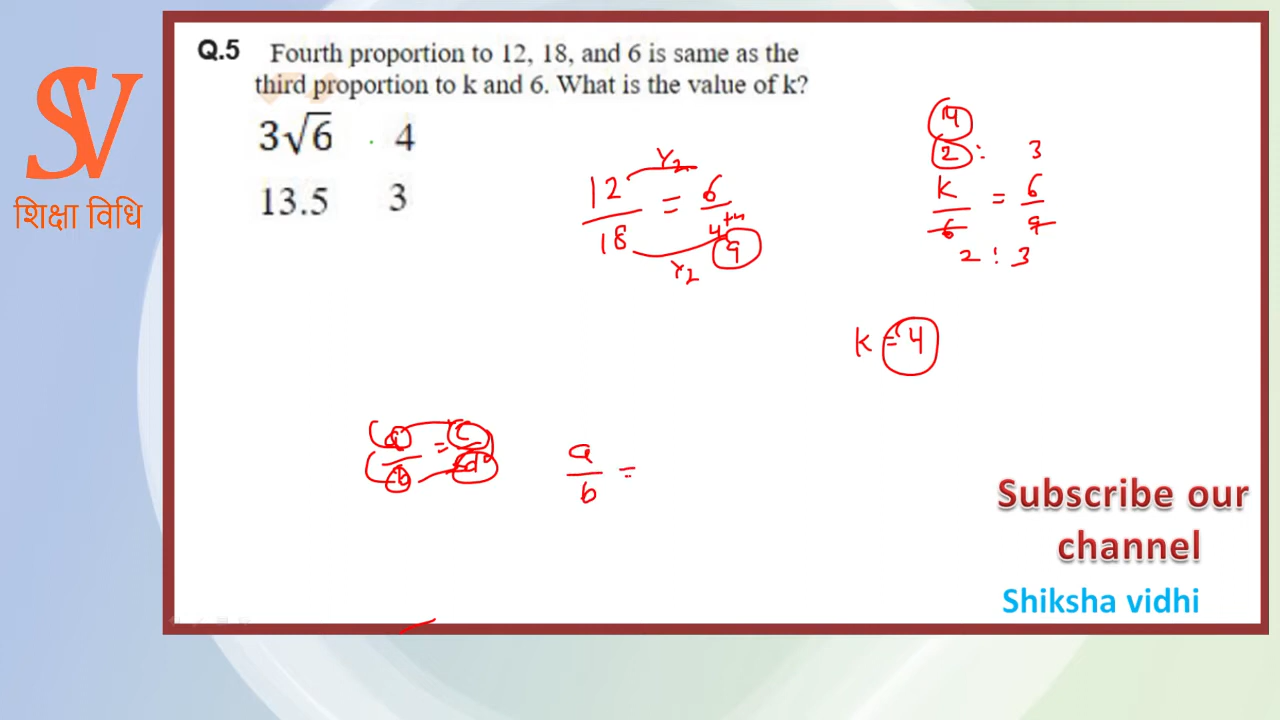 SV
शिक्षा विधि
Q.5 Fourth proportion to 12, 18, and 6 is same as the
third proportion to k and 6. What is the value of k?
3√6 4
13.5 3
12/18 = 6/9
2 : 3
k/6 = 6/9
2 : 3
k = 4
a/b = c/d
a/b =
Subscribe our
channel
Shiksha vidhi